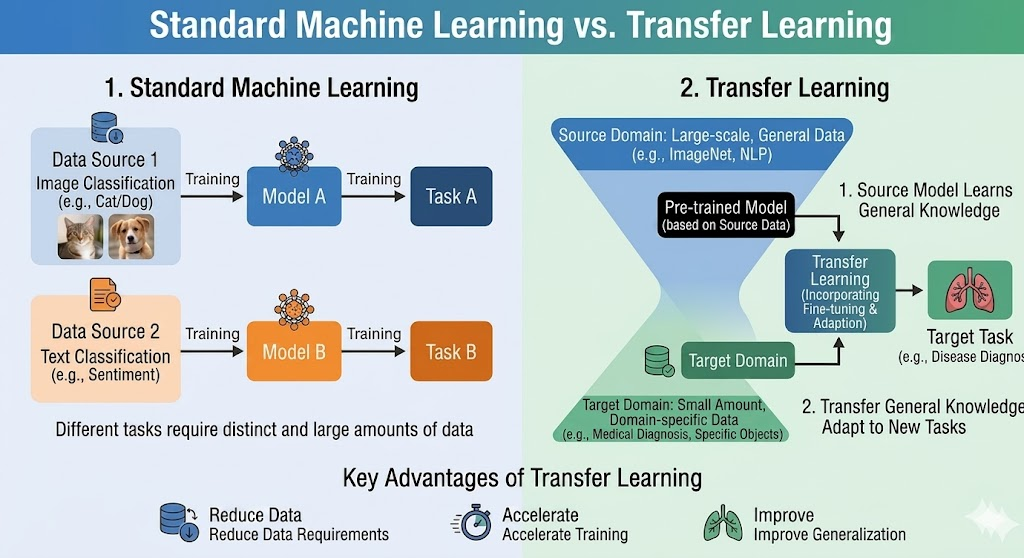 Standard Machine Learning vs. Transfer Learning
1. Standard Machine Learning
Data Source 1
Image Classification
(e.g., Cat/Dog)
Training
Model A
Training
Task A
Data Source 2
Text Classification
(e.g., Sentiment)
Training
Model B
Training
Task B
Different tasks require distinct and large amounts of data
2. Transfer Learning
Source Domain: Large-scale, General Data
(e.g., ImageNet, NLP)
Pre-trained Model
(based on Source Data)
1. Source Model Learns
General Knowledge
Transfer
Learning
(Incorporating
Fine-tuning &
Adaption)
Target Task
(e.g., Disease Diagnos
Target Domain
Target Domain: Small Amount,
Domain-specific Data
(e.g., Medical Diagnosis, Specific Objects)
2. Transfer General Knowledge
Adapt to New Tasks
Key Advantages of Transfer Learning
Reduce Data
Reduce Data Requirements
Accelerate
Accelerate Training
Improve
Improve Generalization